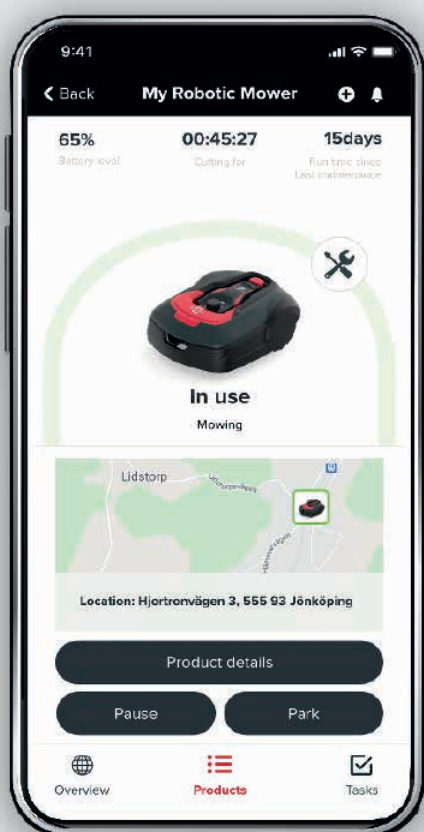 9:41
Back
My Robotic Mower
65%
Battery level
00:45:27
Cutting for
15days
Run time since
Last maintenance
In use
Mowing
Lidstorp
Location: Hjortronvägen 3, 555 93 Jönköping
Product details
Pause
Park
Overview
Products
Tasks